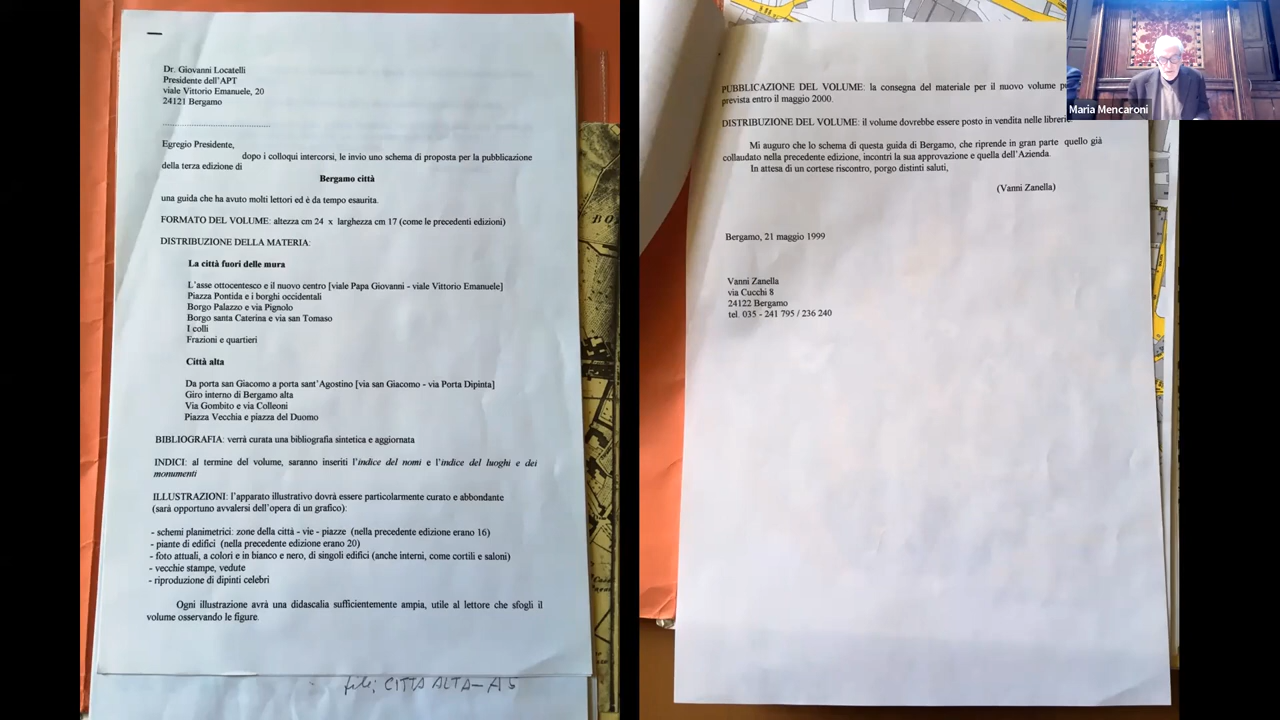 Dr. Giovanni Locatelli
Presidente dell'APT
viale Vittorio Emanuele, 20
24121 Bergamo
Egregio Presidente,
dopo i colloqui intercorsi, le invio uno schema di proposta per la pubblicazione
della terza edizione di
Bergamo città
una guida che ha avuto molti lettori ed è da tempo esaurita.
FORMATO DEL VOLUME: altezza cm 24 x larghezza cm 17 (come le precedenti edizioni)
DISTRIBUZIONE DELLA MATERIA:
La città fuori delle mura
L'asse ottocentesco e il nuovo centro [viale Papa Giovanni - viale Vittorio Emanuele]
Piazza Pontida e i borghi occidentali
Borgo Palazzo e via Pignolo
Borgo santa Caterina e via san Tomaso
I colli
Frazioni e quartieri
Città alta
Da porta san Giacomo a porta sant'Agostino [via san Giacomo - via Porta Dipinta]
Giro interno di Bergamo alta
Via Gombito e via Colleoni
Piazza Vecchia e piazza del Duomo
BIBLIOGRAFIA: verrà curata una bibliografia sintetica e aggiornata
INDICI: al termine del volume, saranno inseriti l'indice dei nomi e l'indice dei luoghi e dei
monumenti
ILLUSTRAZIONI: l'apparato illustrativo dovrà essere particolarmente curato e abbondante
(sarà opportuno avvalersi dell'opera di un grafico):
- schemi planimetrici: zone della città - vie - piazze (nella precedente edizione erano 16)
- piante di edifici (nella precedente edizione erano 20)
- foto attuali, a colori e in bianco e nero, di singoli edifici (anche interni, come cortili e saloni)
- vecchie stampe, vedute
- riproduzione di dipinti celebri
Ogni illustrazione avrà una didascalia sufficientemente ampia, utile al lettore che sfogli il
volume osservando le figure.
file; CITTÀ ALTA-A5
PUBBLICAZIONE DEL VOLUME: la consegna del materiale per il nuovo volume
prevista entro il maggio 2000.
DISTRIBUZIONE DEL VOLUME: il volume dovrebbe essere posto in vendita nelle
Mi auguro che lo schema di questa guida di Bergamo, che riprende in gran parte quello già
collaudato nella precedente edizione, incontri la sua approvazione e quella dell'Azienda.
In attesa di un cortese riscontro, porgo distinti saluti,
(Vanni Zanella)
Bergamo, 21 maggio 1999
Vanni Zanella
via Cucchi 8
24122 Bergamo
tel. 035 - 241 795 / 236 240
Maria Mencaroni